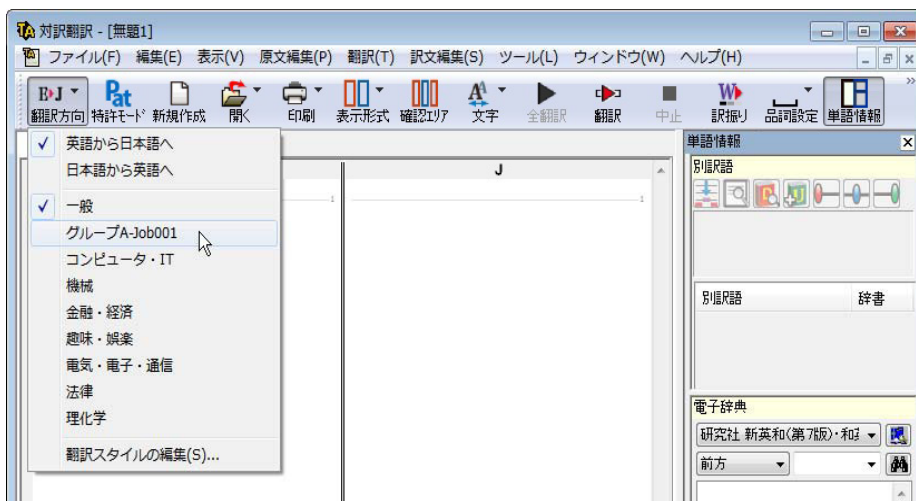 対訳翻訳 - [無題1]
ファイル(F) 編集(E) 表示(V) 原文編集(P) 翻訳(T) 訳文編集(S) ツール(L) ウィンドウ(W) ヘルプ(H)
E J Pat A W »
翻訳方向 特許モード 新規作成 開く 印刷 表示形式 確認エリア 文字 全翻訳 翻訳 中止 訳振り 品詞設定 単語情報
英語から日本語へ
日本語から英語へ
一般
グループA-Job001
コンピュータ・IT
機械
金融・経済
趣味・娯楽
電気・電子・通信
法律
理化学
翻訳スタイルの編集(S)...
J
1 1
単語情報
別訳語
別訳語 辞書
電子辞典
研究社 新英和(第7版)・和英
前方